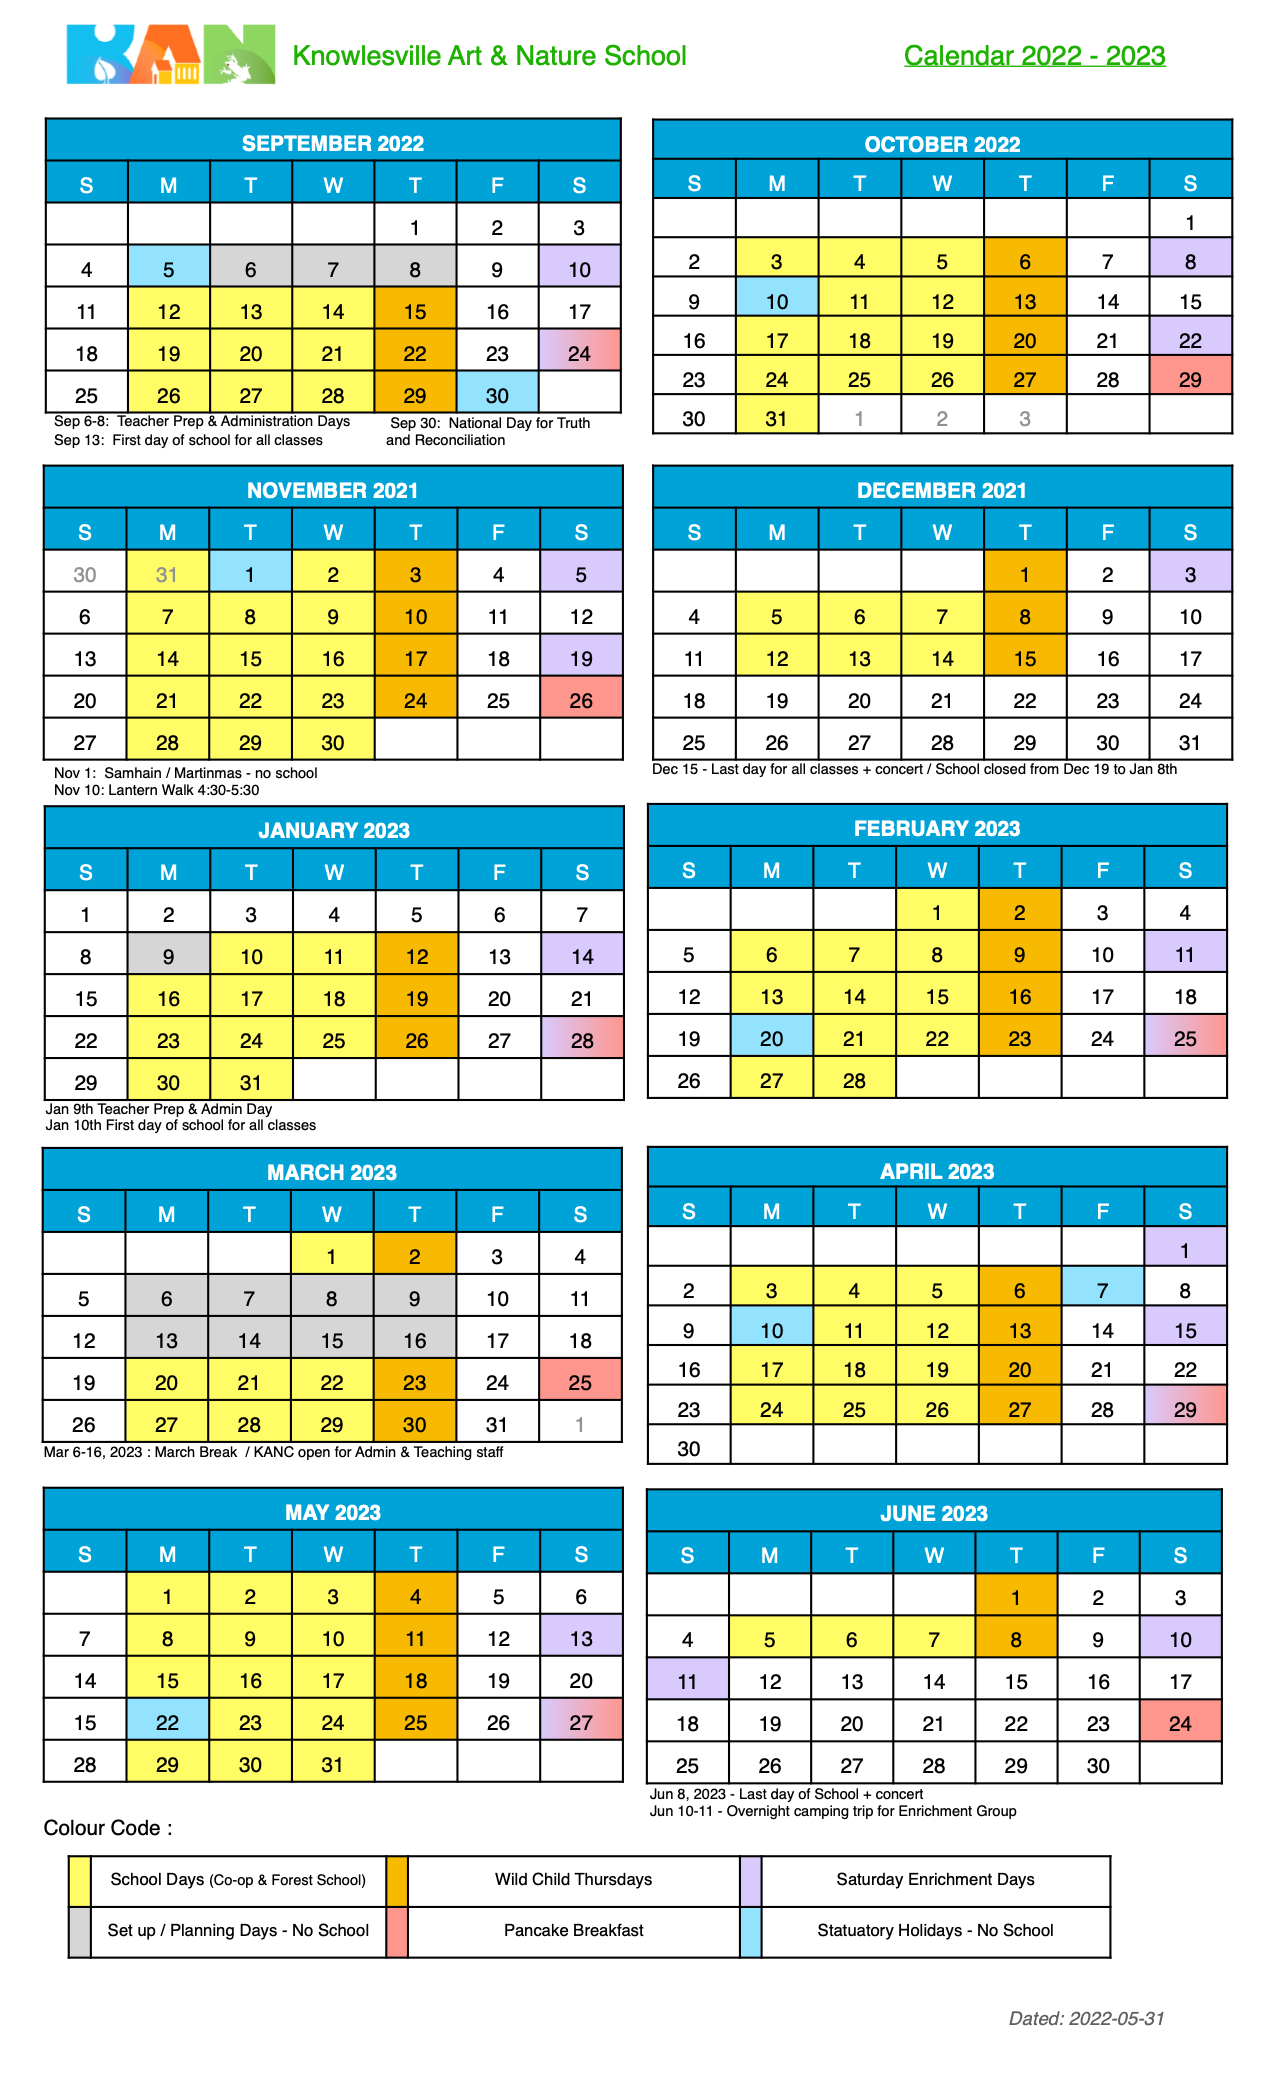 KAN Knowlesville Art & Nature School Calendar 2022 - 2023
SEPTEMBER 2022
S M T W T F S
1 2 3
4 5 6 7 8 9 10
11 12 13 14 15 16 17
18 19 20 21 22 23 24
25 26 27 28 29 30
Sep 6-8: Teacher Prep & Administration Days
Sep 13: First day of school for all classes
Sep 30: National Day for Truth
and Reconciliation
OCTOBER 2022
S M T W T F S
1
2 3 4 5 6 7 8
9 10 11 12 13 14 15
16 17 18 19 20 21 22
23 24 25 26 27 28 29
30 31 1 2 3
NOVEMBER 2021
S M T W T F S
30 31 1 2 3 4 5
6 7 8 9 10 11 12
13 14 15 16 17 18 19
20 21 22 23 24 25 26
27 28 29 30
Nov 1: Samhain / Martinmas - no school
Nov 10: Lantern Walk 4:30-5:30
DECEMBER 2021
S M T W T F S
1 2 3
4 5 6 7 8 9 10
11 12 13 14 15 16 17
18 19 20 21 22 23 24
25 26 27 28 29 30 31
Dec 15 - Last day for all classes + concert / School closed from Dec 19 to Jan 8th
JANUARY 2023
S M T W T F S
1 2 3 4 5 6 7
8 9 10 11 12 13 14
15 16 17 18 19 20 21
22 23 24 25 26 27 28
29 30 31
Jan 9th Teacher Prep & Admin Day
Jan 10th First day of school for all classes
FEBRUARY 2023
S M T W T F S
1 2 3 4
5 6 7 8 9 10 11
12 13 14 15 16 17 18
19 20 21 22 23 24 25
26 27 28
MARCH 2023
S M T W T F S
1 2 3 4
5 6 7 8 9 10 11
12 13 14 15 16 17 18
19 20 21 22 23 24 25
26 27 28 29 30 31 1
Mar 6-16, 2023 : March Break / KANC open for Admin & Teaching staff
APRIL 2023
S M T W T F S
1
2 3 4 5 6 7 8
9 10 11 12 13 14 15
16 17 18 19 20 21 22
23 24 25 26 27 28 29
30
MAY 2023
S M T W T F S
1 2 3 4 5 6
7 8 9 10 11 12 13
14 15 16 17 18 19 20
15 22 23 24 25 26 27
28 29 30 31
JUNE 2023
S M T W T F S
1 2 3
4 5 6 7 8 9 10
11 12 13 14 15 16 17
18 19 20 21 22 23 24
25 26 27 28 29 30
Jun 8, 2023 - Last day of School + concert
Jun 10-11 - Overnight camping trip for Enrichment Group
Colour Code :
School Days (Co-op & Forest School) Wild Child Thursdays Saturday Enrichment Days
Set up / Planning Days - No School Pancake Breakfast Statuatory Holidays - No School
Dated: 2022-05-31